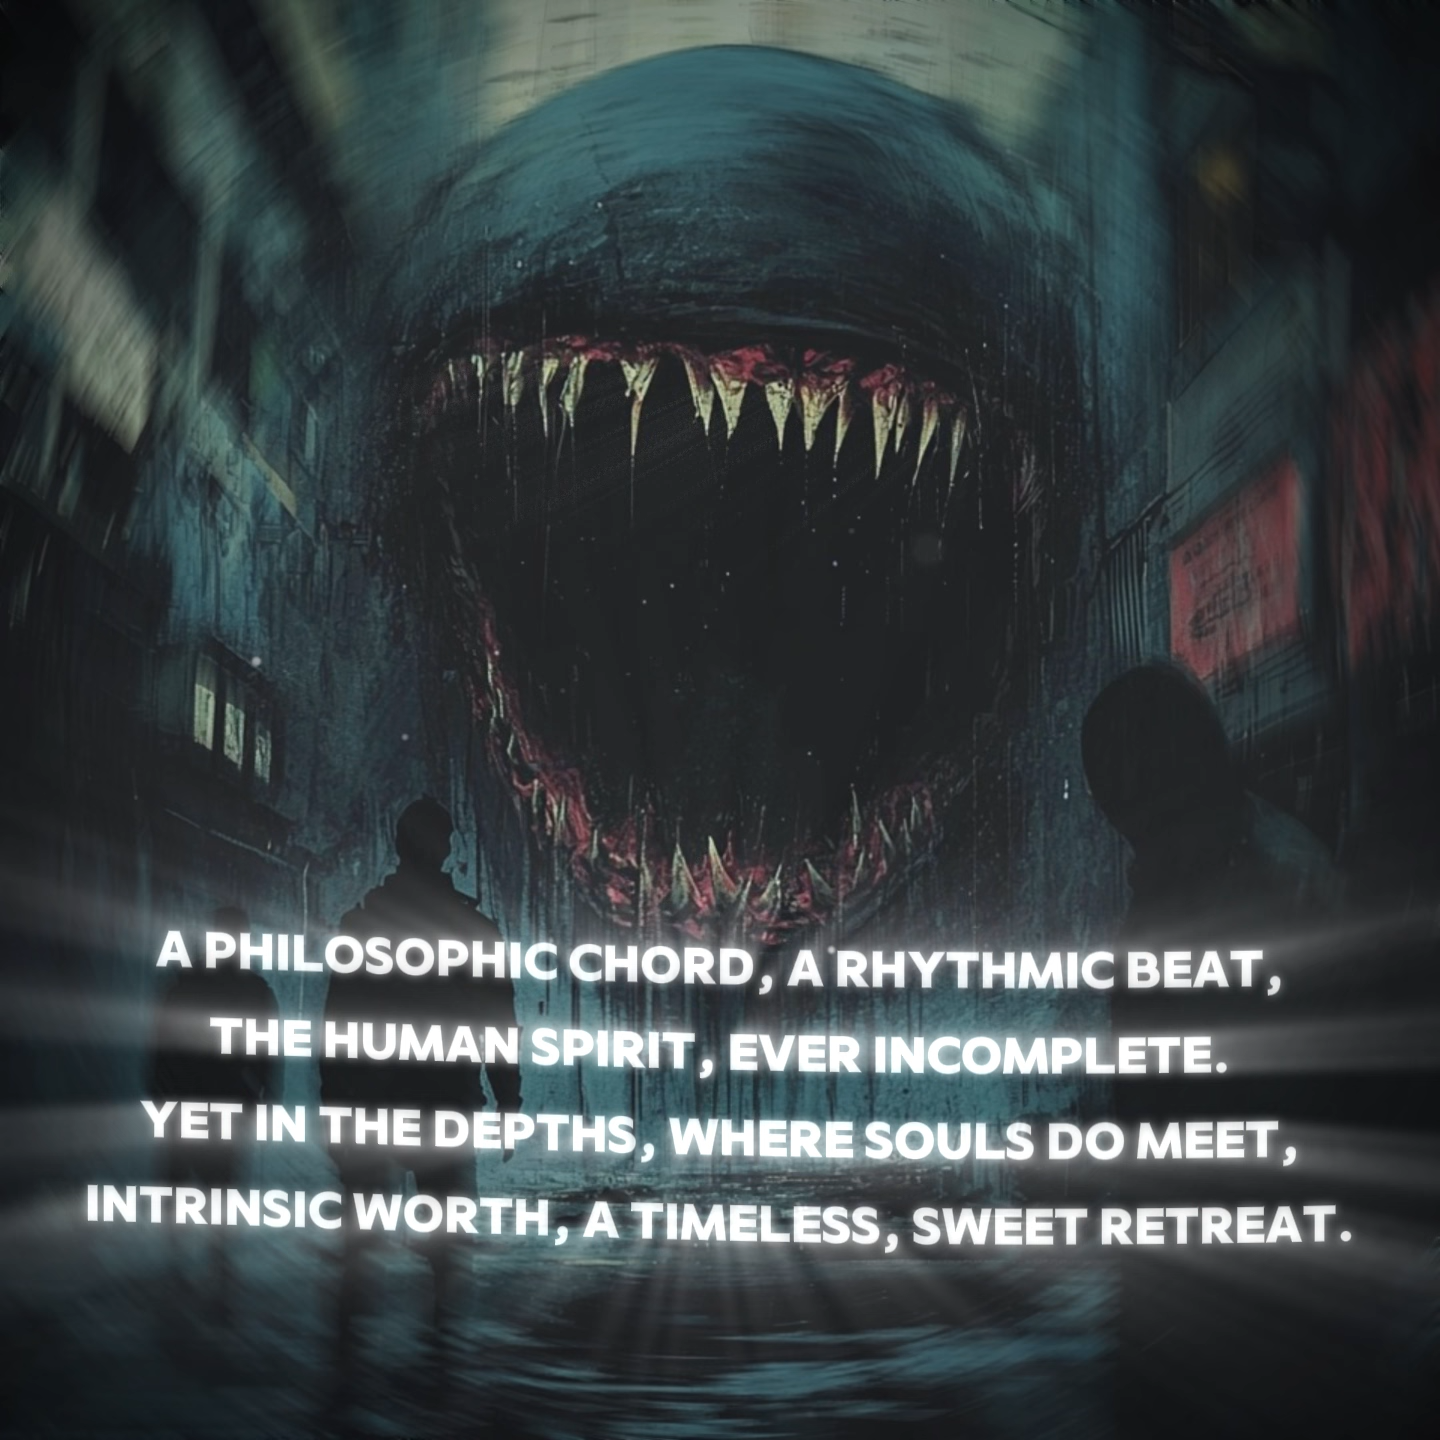 A PHILOSOPHIC CHORD, A RHYTHMIC BEAT,
THE HUMAN SPIRIT, EVER INCOMPLETE.
YET IN THE DEPTHS, WHERE SOULS DO MEET,
INTRINSIC WORTH, A TIMELESS, SWEET RETREAT.